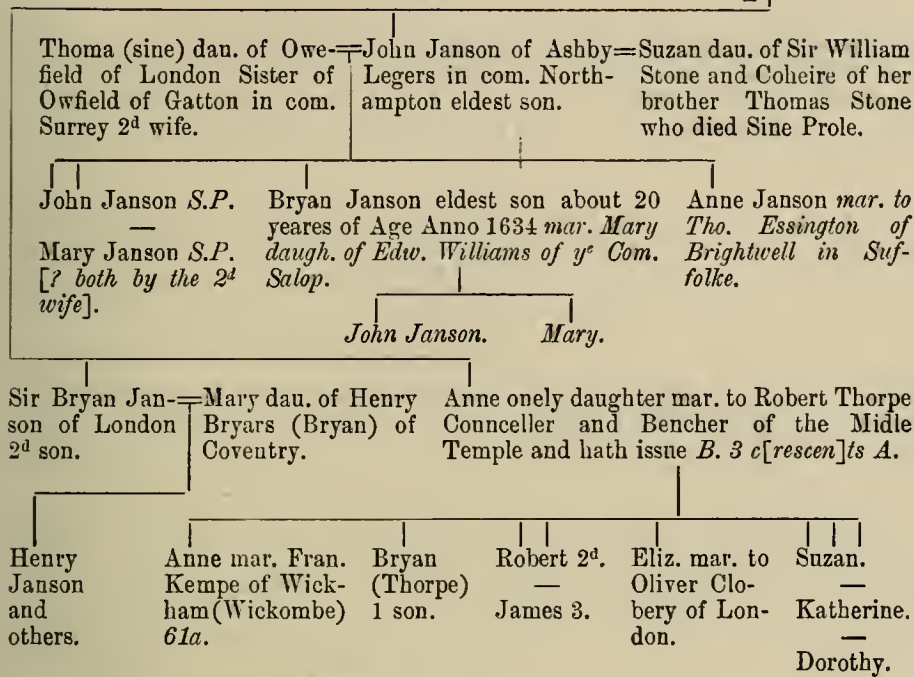 Thoma (sine) dau. of Owe-
field of London Sister of
Owfield of Gatton in com.
Surrey 2d wife.
John Janson of Ashby
Legers in com. North-
ampton eldest son.
Suzan dau. of Sir William
Stone and Coheire of her
brother Thomas Stone
who died Sine Prole.
John Janson S.P.
—
Mary Janson S.P.
[? both by the 2d
wife].
Bryan Janson eldest son about 20
yeares of Age Anno 1634 mar. Mary
daugh. of Edw. Williams of ye Com.
Salop.
Anne Janson mar. to
Tho. Essington of
Brightwell in Suf-
folke.
John Janson.
Mary.
Sir Bryan Jan-
son of London
2d son.
Mary dau. of Henry
Bryars (Bryan) of
Coventry.
Anne onely daughter mar. to Robert Thorpe
Counceller and Bencher of the Midle
Temple and hath issue B. 3 c[rescen]ts A.
Henry
Janson
and
others.
Anne mar. Fran.
Kempe of Wick-
ham (Wickombe)
61a.
Bryan
(Thorpe)
1 son.
Robert 2d.
—
James 3.
Eliz. mar. to
Oliver Clo-
bery of Lon-
don.
Suzan.
—
Katherine.
—
Dorothy.